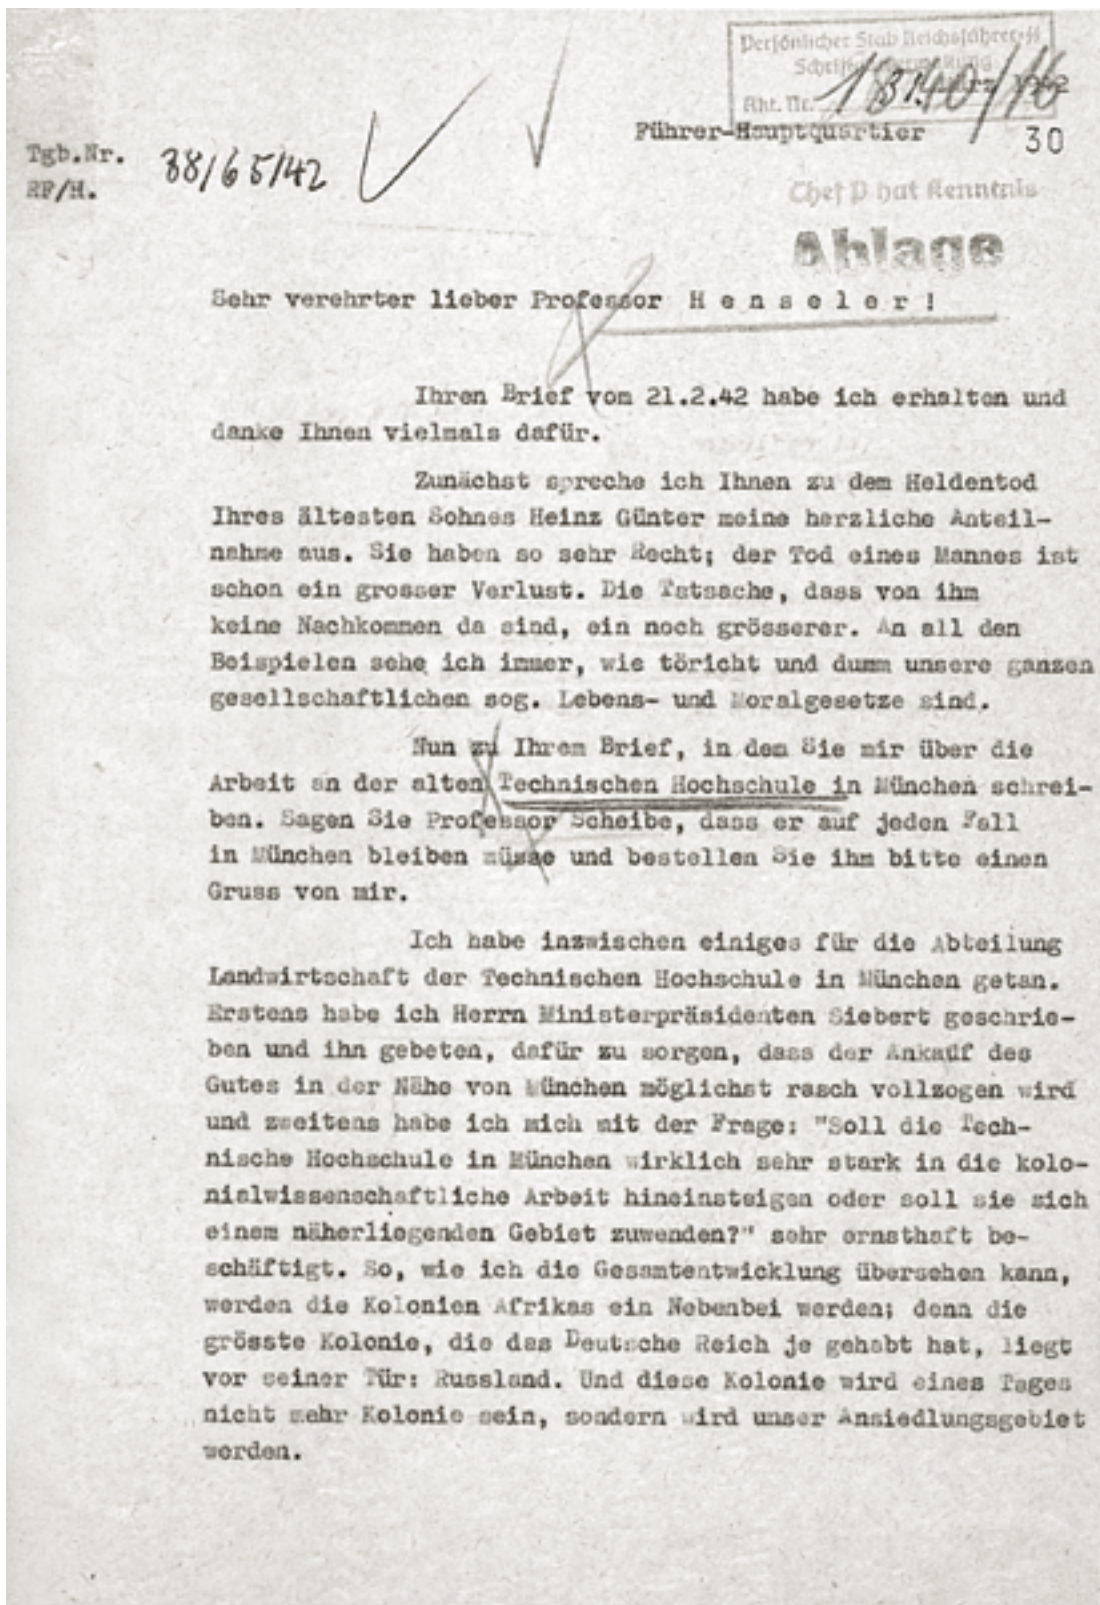 Persönlicher Stab Reichsführer-SS
Akt. Nr. 1840/16
Führer-Hauptquartier
30
Tgb.Nr. 38/65/42
RF/H.
Chef P hat Kenntnis
Ablage
Sehr verehrter lieber Professor H e n s e l e r !
Ihren Brief vom 21.2.42 habe ich erhalten und
danke Ihnen vielmals dafür.
Zunächst spreche ich Ihnen zu dem Heldentod
Ihres ältesten Sohnes Heinz Günter meine herzliche Anteil-
nahme aus. Sie haben so sehr Recht; der Tod eines Mannes ist
schon ein grosser Verlust. Die Tatsache, dass von ihm
keine Nachkommen da sind, ein noch grösserer. An all den
Beispielen sehe ich immer, wie töricht und dumm unsere ganzen
gesellschaftlichen sog. Lebens- und Moralgesetze sind.
Nun zu Ihrem Brief, in dem Sie mir über die
Arbeit an der alten Technischen Hochschule in München schrei-
ben. Sagen Sie Professor Scheibe, dass er auf jeden Fall
in München bleiben müsse und bestellen Sie ihm bitte einen
Gruss von mir.
Ich habe inzwischen einiges für die Abteilung
Landwirtschaft der Technischen Hochschule in München getan.
Erstens habe ich Herrn Ministerpräsidenten Siebert geschrie-
ben und ihn gebeten, dafür zu sorgen, dass der Ankauf des
Gutes in der Nähe von München möglichst rasch vollzogen wird
und zweitens habe ich mich mit der Frage: "Soll die Tech-
nische Hochschule in München wirklich sehr stark in die kolo-
nialwissenschaftliche Arbeit hineinsteigen oder soll sie sich
einem näherliegenden Gebiet zuwenden?" sehr ernsthaft be-
schäftigt. So, wie ich die Gesamtentwicklung übersehen kann,
werden die Kolonien Afrikas ein Nebenbei werden; denn die
grösste Kolonie, die das Deutsche Reich je gehabt hat, liegt
vor seiner Tür: Russland. Und diese Kolonie wird eines Tages
nicht mehr Kolonie sein, sondern wird unser Ansiedlungsgebiet
werden.